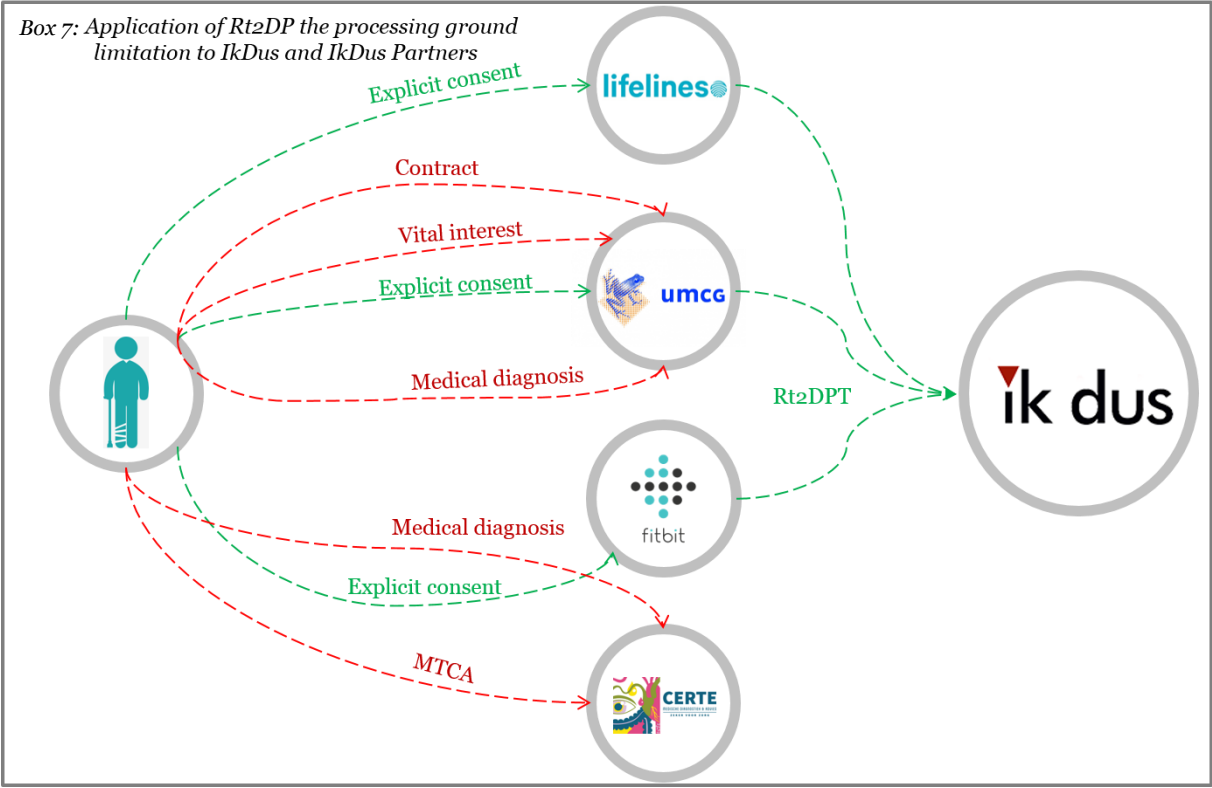 Box 7: Application of Rt2DP the processing ground
limitation to IkDus and IkDus Partners
Explicit consent
lifelines
Contract
Vital interest
Explicit consent
umcg
Medical diagnosis
Rt2DPT
ik dus
Medical diagnosis
fitbit
Explicit consent
MTCA
CERTE